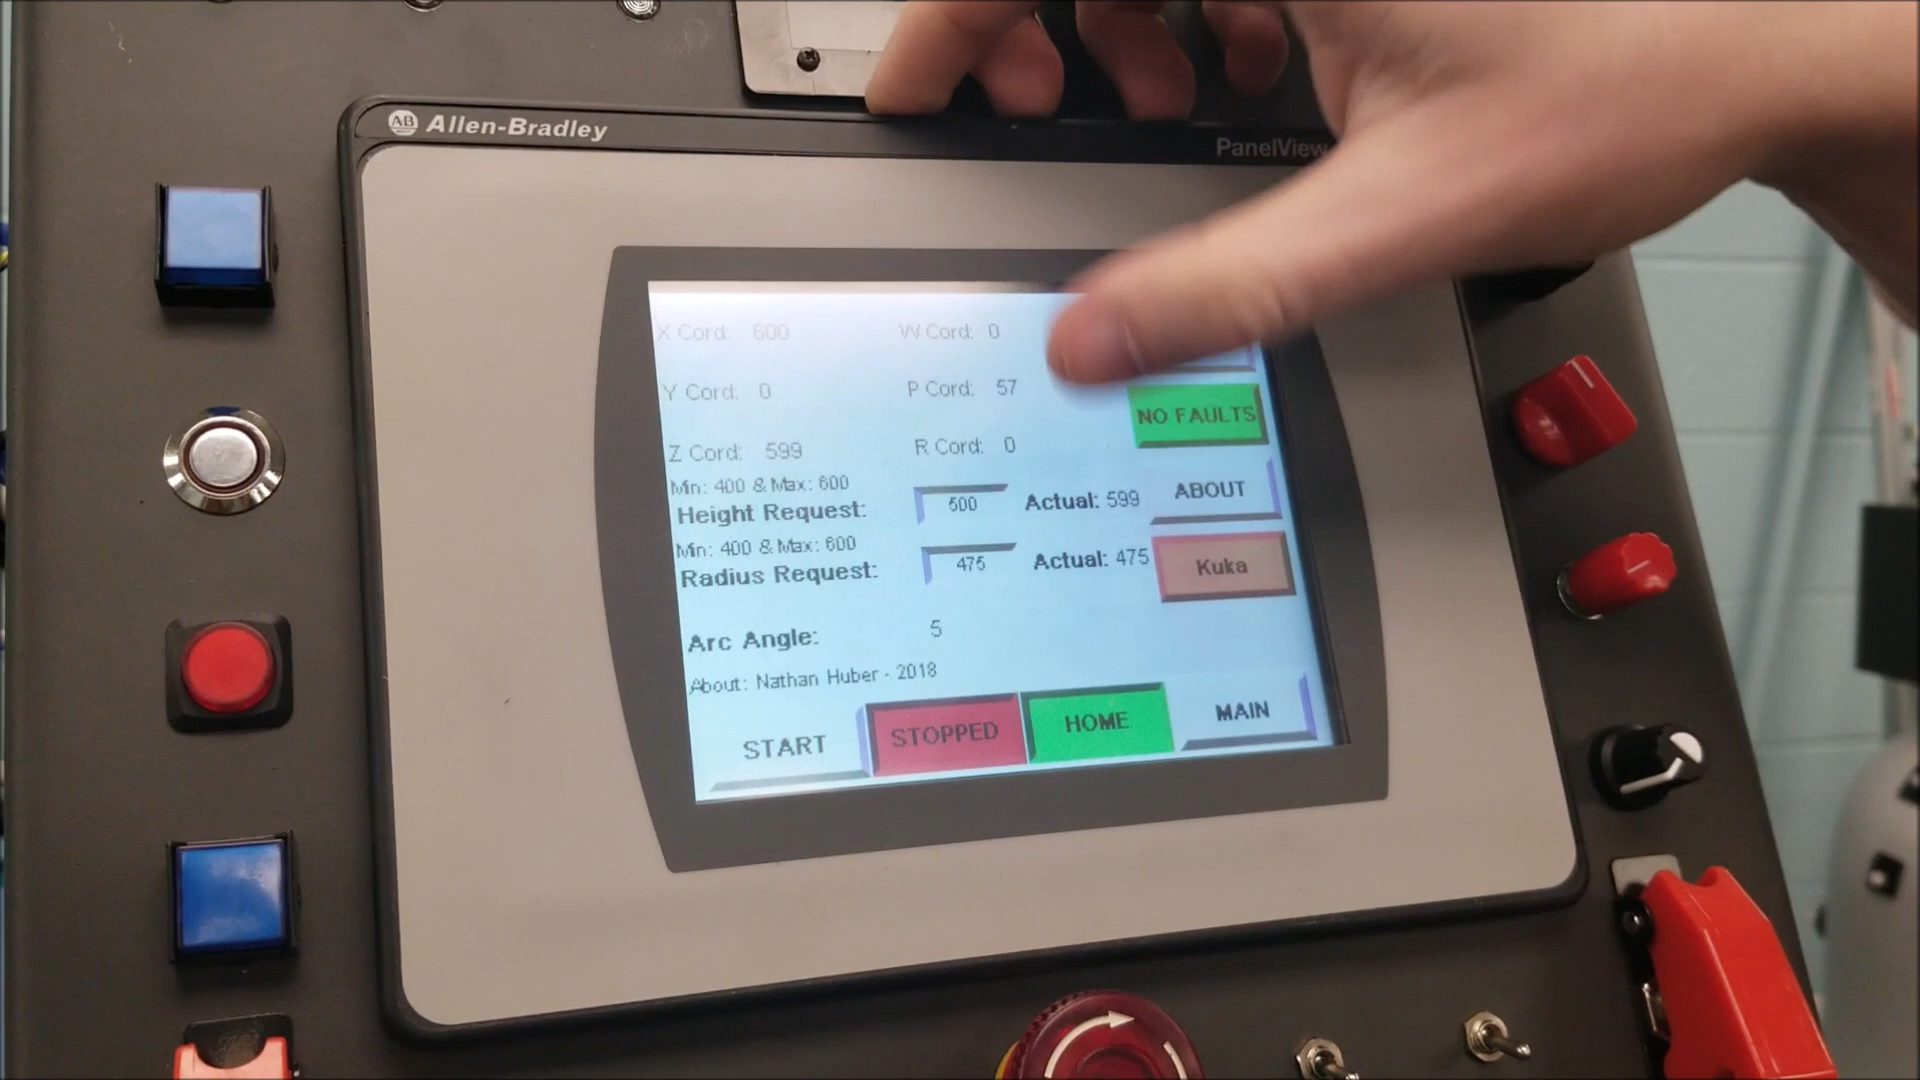 AB Allen-Bradley
PanelView
X Cord: 600
W Cord: 0
Y Cord: 0
P Cord: 57
NO FAULTS
Z Cord: 599
R Cord: 0
Min: 400 & Max: 600
Height Request: 500 Actual: 599
ABOUT
Min: 400 & Max: 600
Radius Request: 475 Actual: 475
Kuka
Arc Angle: 5
About: Nathan Huber - 2018
START STOPPED HOME MAIN